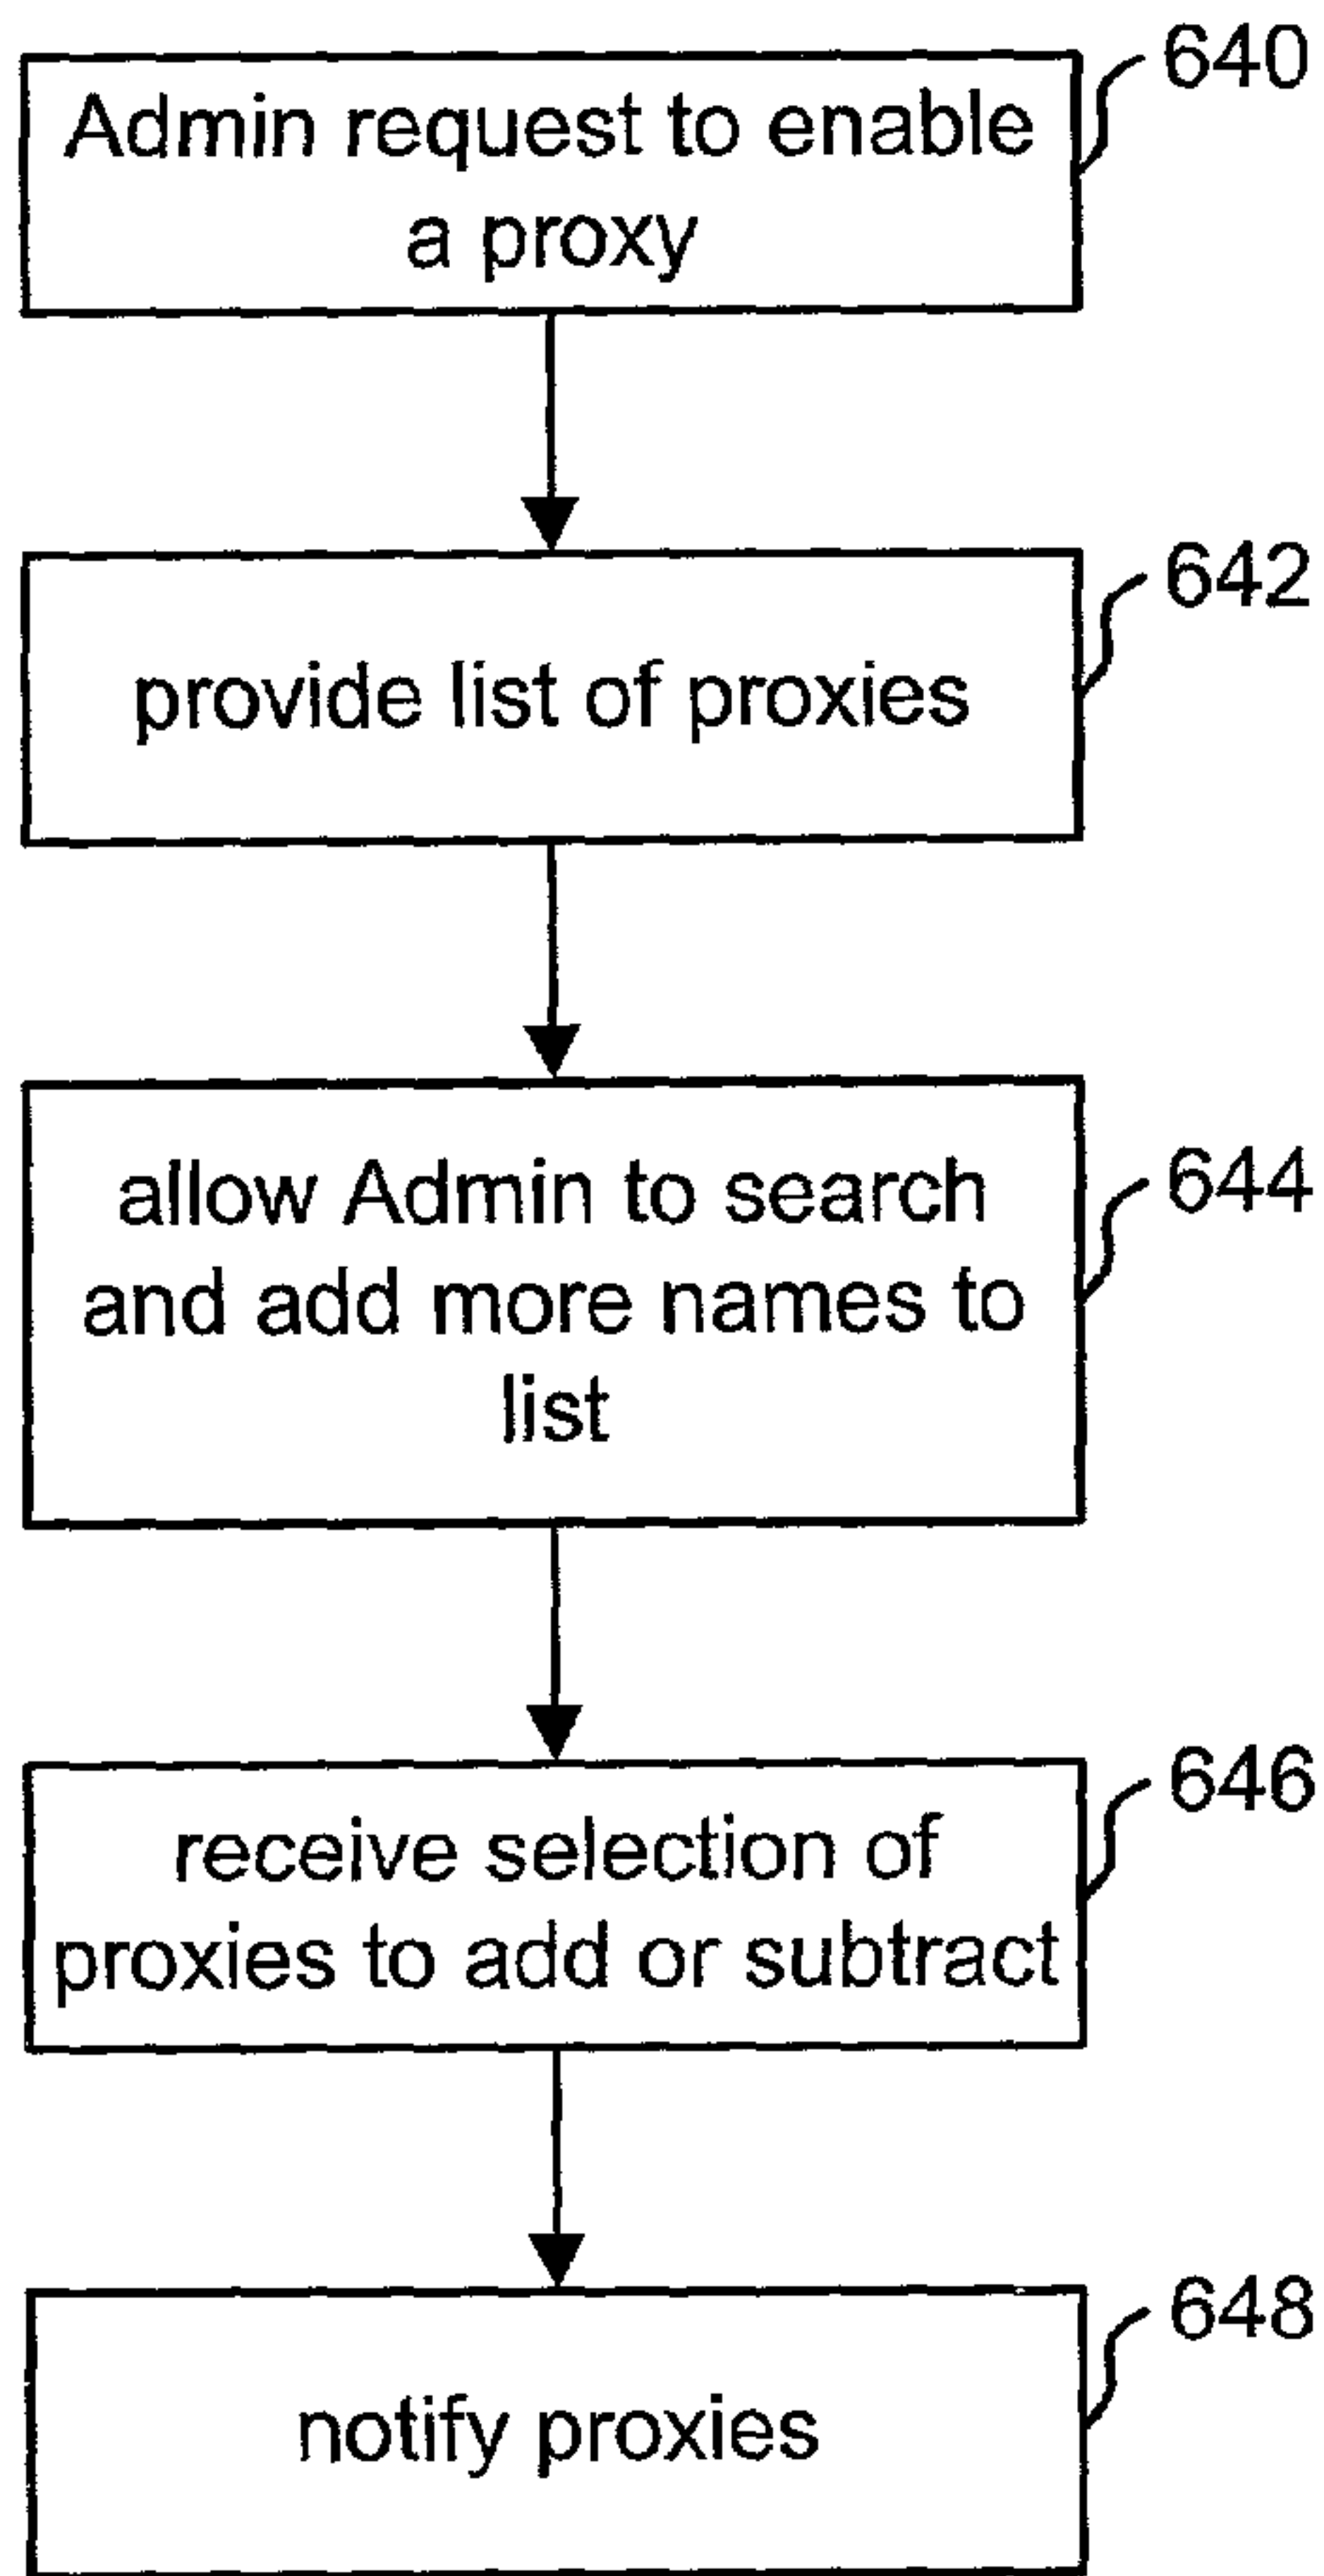 640
Admin request to enable
a proxy
642
provide list of proxies
644
allow Admin to search
and add more names to
list
646
receive selection of
proxies to add or subtract
648
notify proxies